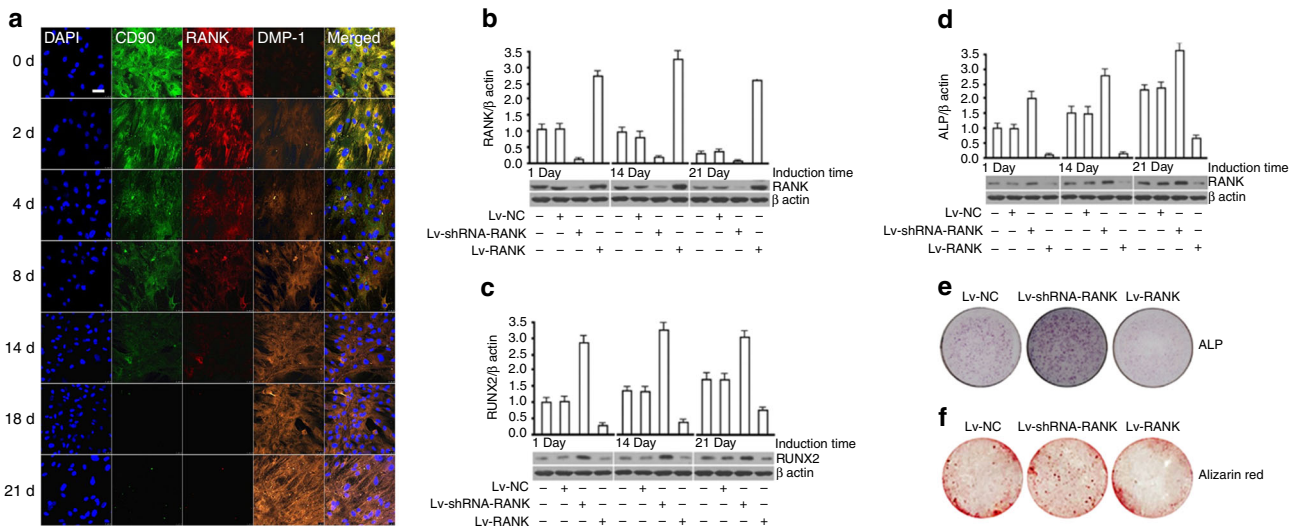 a
DAPI CD90 RANK DMP-1 Merged
0 d
2 d
4 d
8 d
14 d
18 d
21 d
b
RANK/β actin
3.5
3.0
2.5
2.0
1.5
1.0
0.5
0.0
1 Day 14 Day 21 Day Induction time
RANK
β actin
Lv-NC – + – – – + – – – + – –
Lv-shRNA-RANK – – + – – – + – – – + –
Lv-RANK – – – + – – – + – – – +
c
RUNX2/β actin
3.5
3.0
2.5
2.0
1.5
1.0
0.5
0.0
1 Day 14 Day 21 Day Induction time
RUNX2
β actin
Lv-NC – + – – – + – – – + – –
Lv-shRNA-RANK – – + – – – + – – – + –
Lv-RANK – – – + – – – + – – – +
d
ALP/β actin
3.5
3.0
2.5
2.0
1.5
1.0
0.5
0.0
1 Day 14 Day 21 Day Induction time
RANK
β actin
Lv-NC – + – – – + – – – + – –
Lv-shRNA-RANK – – + – – – + – – – + –
Lv-RANK – – – + – – – + – – – +
e
Lv-NC Lv-shRNA-RANK Lv-RANK
ALP
f
Lv-NC Lv-shRNA-RANK Lv-RANK
Alizarin red